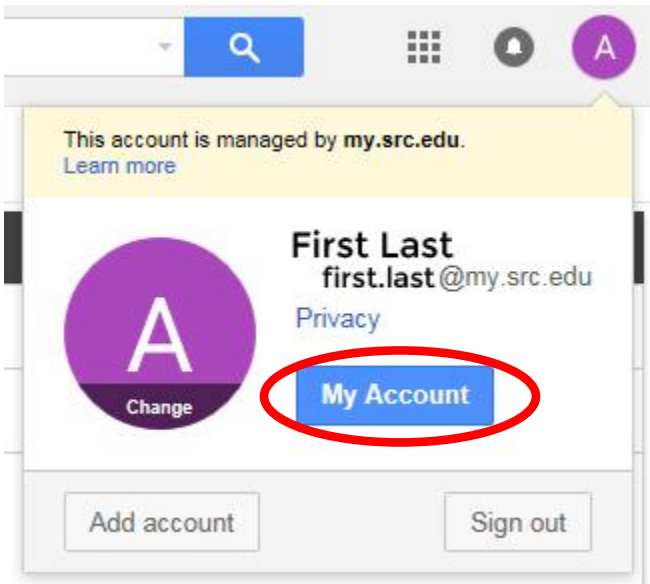 A
This account is managed by my.src.edu.
Learn more
First Last
first.last@my.src.edu
Privacy
A
Change
My Account
Add account
Sign out